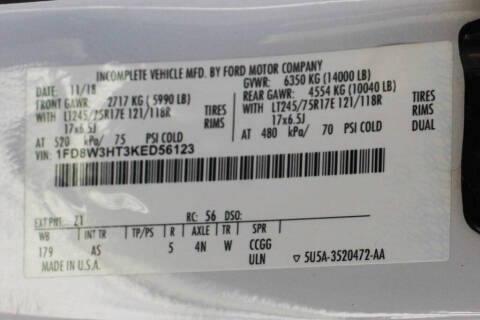 INCOMPLETE VEHICLE MFD. BY FORD MOTOR COMPANY
DATE: 11/18 GVWR: 6350 KG (14000 LB)
FRONT GAWR: 2717 KG (5990 LB) REAR GAWR: 4554 KG (10040 LB)
WITH LT245/75R17E 121/118R TIRES WITH LT245/75R17E 121/118R TIRES
17x6.5J RIMS 17x6.5J RIMS
AT 520 kPa/ 75 PSI COLD AT 480 kPa/ 70 PSI COLD DUAL
VIN: 1FD8W3HT3KED56123
EXT PNT: Z1 RC: 56 DSO:
WB INT TR TP/PS R AX TR SPR
179 AS 5 4N W CCGG
MADE IN U.S.A. ULN 5U5A-3520472-AA